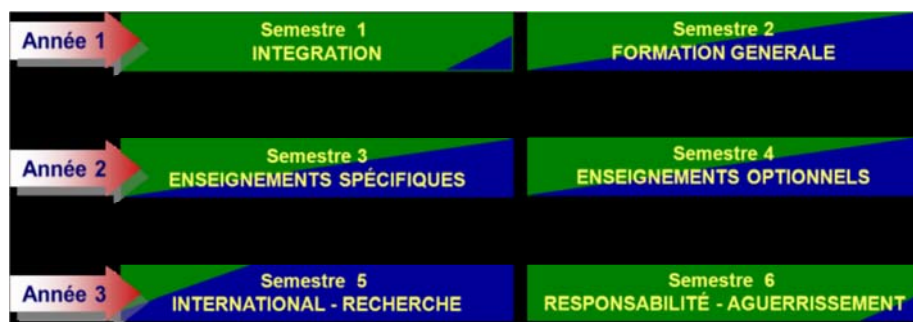 Année 1
Semestre 1
INTEGRATION
Semestre 2
FORMATION GENERALE
Année 2
Semestre 3
ENSEIGNEMENTS SPÉCIFIQUES
Semestre 4
ENSEIGNEMENTS OPTIONNELS
Année 3
Semestre 5
INTERNATIONAL - RECHERCHE
Semestre 6
RESPONSABILITÉ - AGUERRISSEMENT